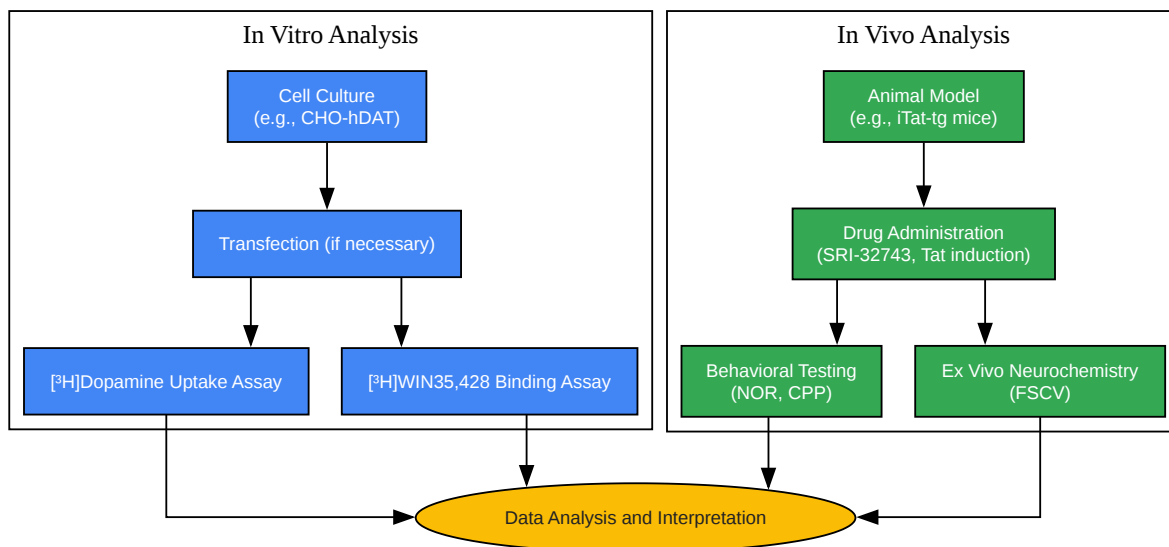 In Vitro Analysis
Cell Culture
(e.g., CHO-hDAT)
Transfection (if necessary)
[³H]Dopamine Uptake Assay
[³H]WIN35,428 Binding Assay
In Vivo Analysis
Animal Model
(e.g., iTat-tg mice)
Drug Administration
(SRI-32743, Tat induction)
Behavioral Testing
(NOR, CPP)
Ex Vivo Neurochemistry
(FSCV)
Data Analysis and Interpretation